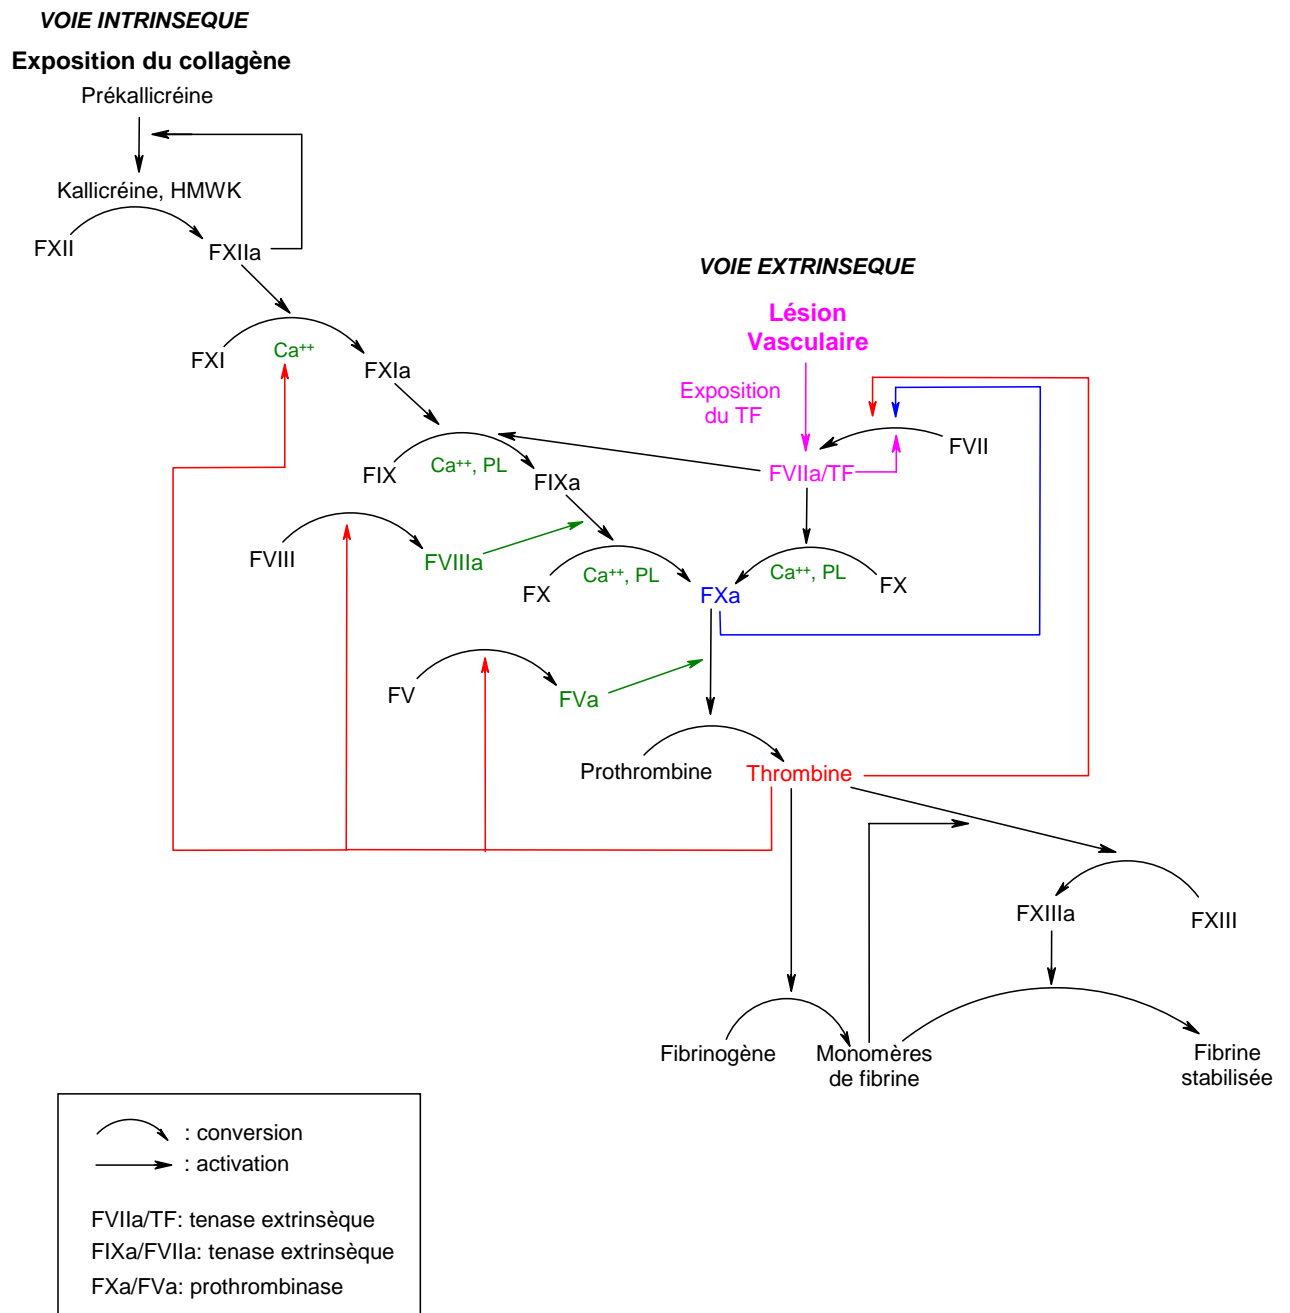 VOIE INTRINSEQUE
Exposition du collagène
Prékallicréine
Kallicréine, HMWK
FXII
FXIIa
VOIE EXTRINSEQUE
Lésion
Vasculaire
FXI
Ca++
FXIa
Exposition
du TF
FVII
FIX
Ca++, PL
FIXa
FVIIa/TF
FVIII
FVIIIa
FX
Ca++, PL
FXa
Ca++, PL
FX
FV
FVa
Prothrombine
Thrombine
FXIIIa
FXIII
Fibrinogène
Monomères
de fibrine
Fibrine
stabilisée
: conversion
: activation
FVIIa/TF: tenase extrinsèque
FIXa/FVIIa: tenase extrinsèque
FXa/FVa: prothrombinase